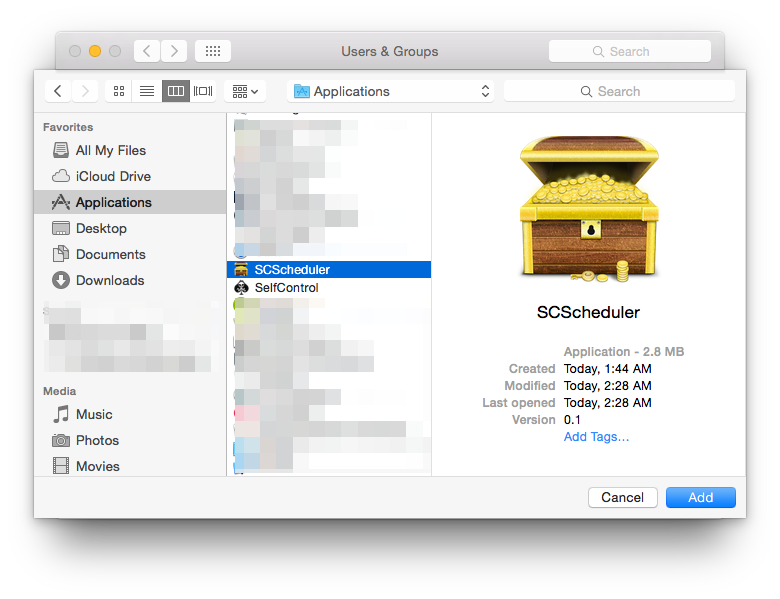 Users & Groups
Search
Applications
Search
Favorites
All My Files
iCloud Drive
Applications
Desktop
Documents
Downloads
Media
Music
Photos
Movies
SCScheduler
SelfControl
SCScheduler
Application - 2.8 MB
Created Today, 1:44 AM
Modified Today, 2:28 AM
Last opened Today, 2:28 AM
Version 0.1
Add Tags...
Cancel
Add